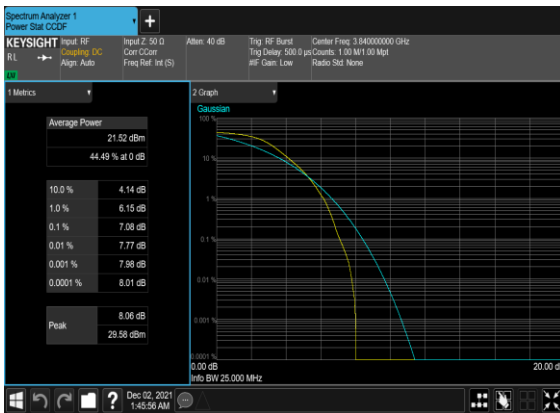 Spectrum Analyzer 1
Power Stat CCDF
KEYSIGHT
RL
LV
Input: RF
Coupling: DC
Align: Auto
Input Z: 50 Ω
Corr CCorr
Freq Ref: Int (S)
Atten: 40 dB
Trig: RF Burst
Trig Delay: 500.0 µs
#IF Gain: Low
Center Freq: 3.840000000 GHz
Counts: 1.00 M/1.00 Mpt
Radio Std: None
1 Metrics
Average Power
21.52 dBm
44.49 % at 0 dB
10.0 % 4.14 dB
1.0 % 6.15 dB
0.1 % 7.08 dB
0.01 % 7.77 dB
0.001 % 7.98 dB
0.0001 % 8.01 dB
Peak
8.06 dB
29.58 dBm
2 Graph
Gaussian
100 %
10 %
1 %
0.1 %
0.01 %
0.001 %
0.0001 %
0.00 dB
20.00 dB
Info BW 25.000 MHz
Dec 02, 2021
1:45:56 AM